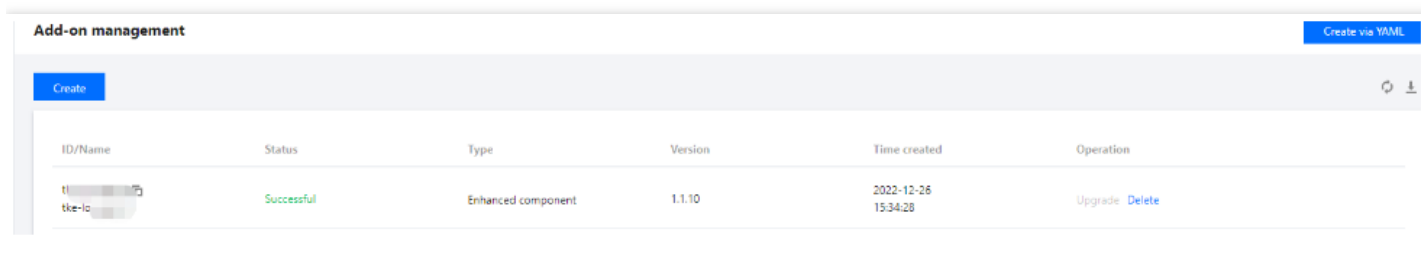 Add-on management
Create via YAML
Create
ID/Name Status Type Version Time created Operation
Successful Enhanced component 1.1.10 2022-12-26 Upgrade Delete
15:34:28